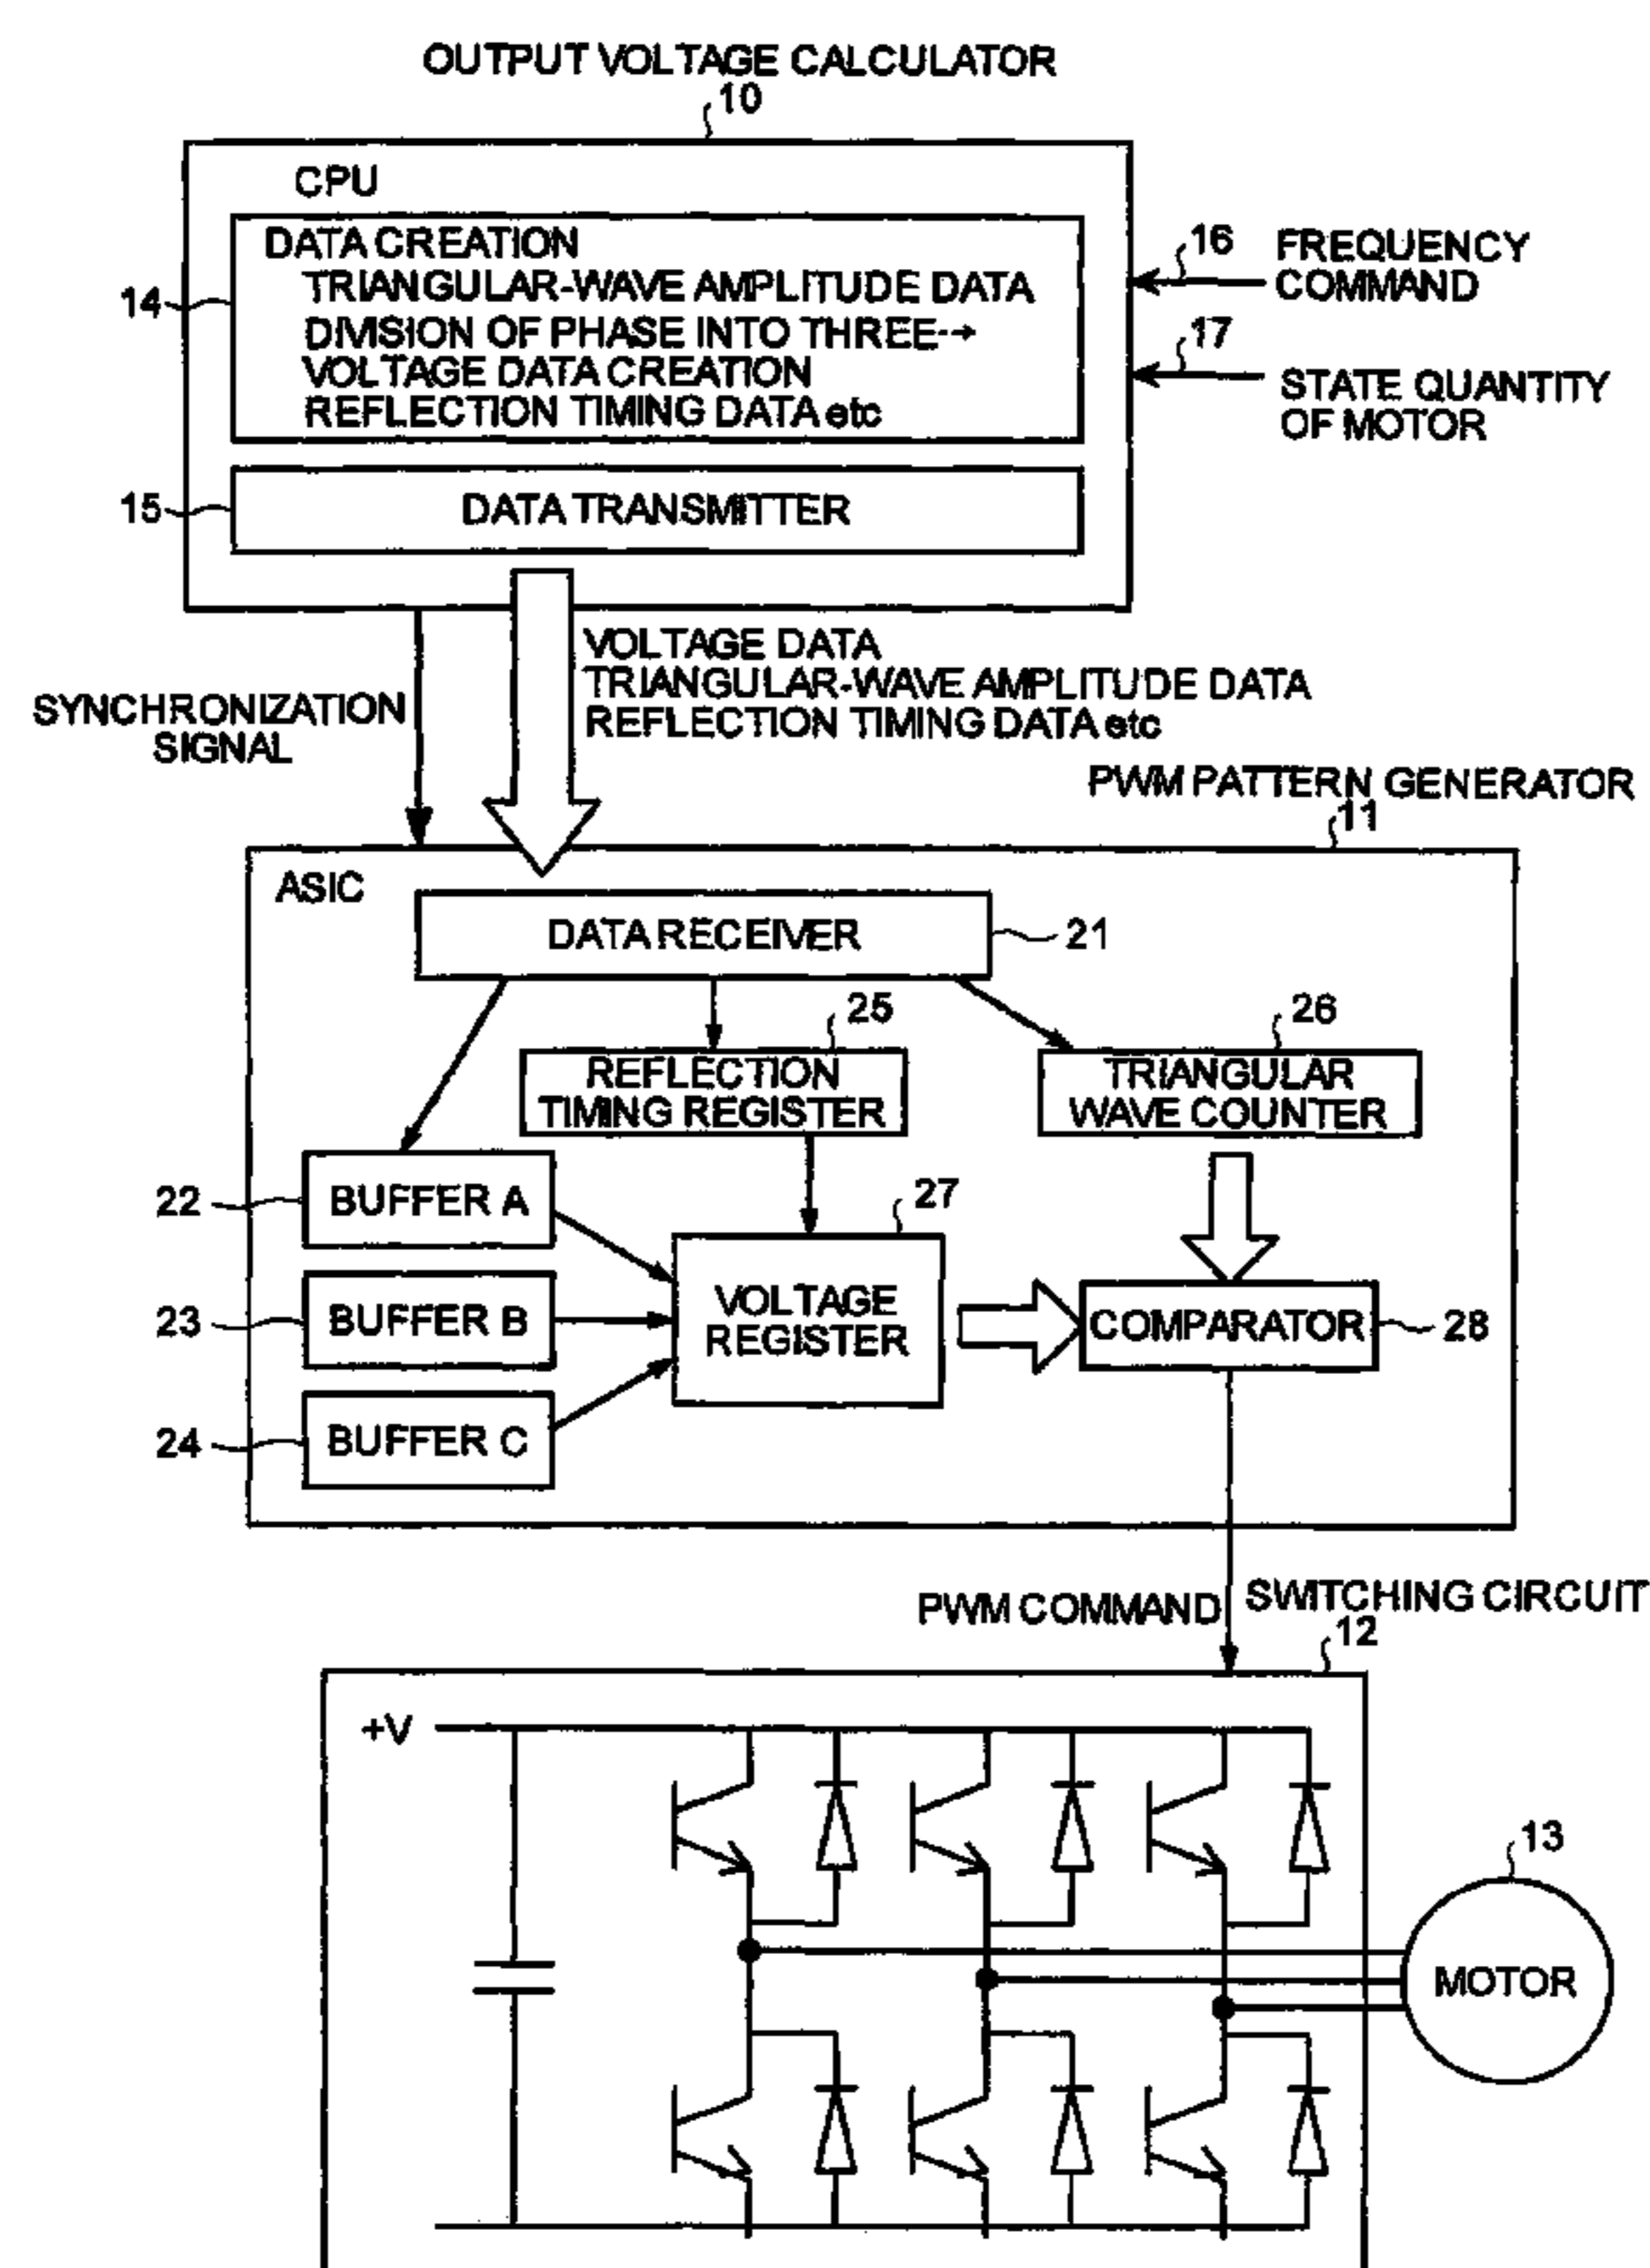 OUTPUT VOLTAGE CALCULATOR
10
CPU
DATA CREATION
TRIANGULAR-WAVE AMPLITUDE DATA
DIVISION OF PHASE INTO THREE→
VOLTAGE DATA CREATION
REFLECTION TIMING DATA etc
14
16
FREQUENCY
COMMAND
17
STATE QUANTITY
OF MOTOR
15
DATA TRANSMITTER
VOLTAGE DATA
TRIANGULAR-WAVE AMPLITUDE DATA
REFLECTION TIMING DATA etc
SYNCHRONIZATION
SIGNAL
PWM PATTERN GENERATOR
11
ASIC
DATA RECEIVER
21
25
26
REFLECTION
TIMING REGISTER
TRIANGULAR
WAVE COUNTER
22
BUFFER A
27
23
BUFFER B
VOLTAGE
REGISTER
COMPARATOR
28
24
BUFFER C
PWM COMMAND
SWITCHING CIRCUIT
12
+V
13
MOTOR